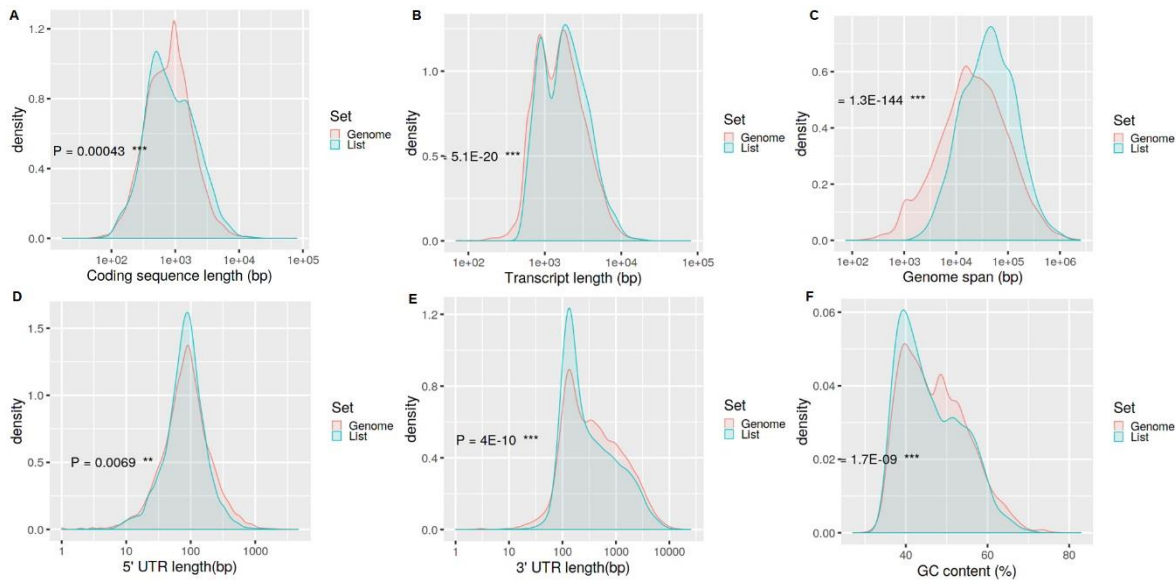 A
density
1.2
0.8
0.4
0.0
P = 0.00043 ***
1e+02
1e+03
1e+04
1e+05
Coding sequence length (bp)
Set
Genome
List
B
density
1.0
0.5
0.0
= 5.1E-20 ***
1e+02
1e+03
1e+04
1e+05
Transcript length (bp)
Set
Genome
List
C
density
0.6
0.4
0.2
0.0
= 1.3E-144 ***
1e+02
1e+03
1e+04
1e+05
1e+06
Genome span (bp)
Set
Genome
List
D
density
1.5
1.0
0.5
0.0
P = 0.0069 **
1
10
100
1000
5' UTR length(bp)
Set
Genome
List
E
density
1.2
0.8
0.4
0.0
P = 4E-10 ***
1
10
100
1000
10000
3' UTR length(bp)
Set
Genome
List
F
density
0.06
0.04
0.02
0.00
= 1.7E-09 ***
40
60
80
GC content (%)
Set
Genome
List